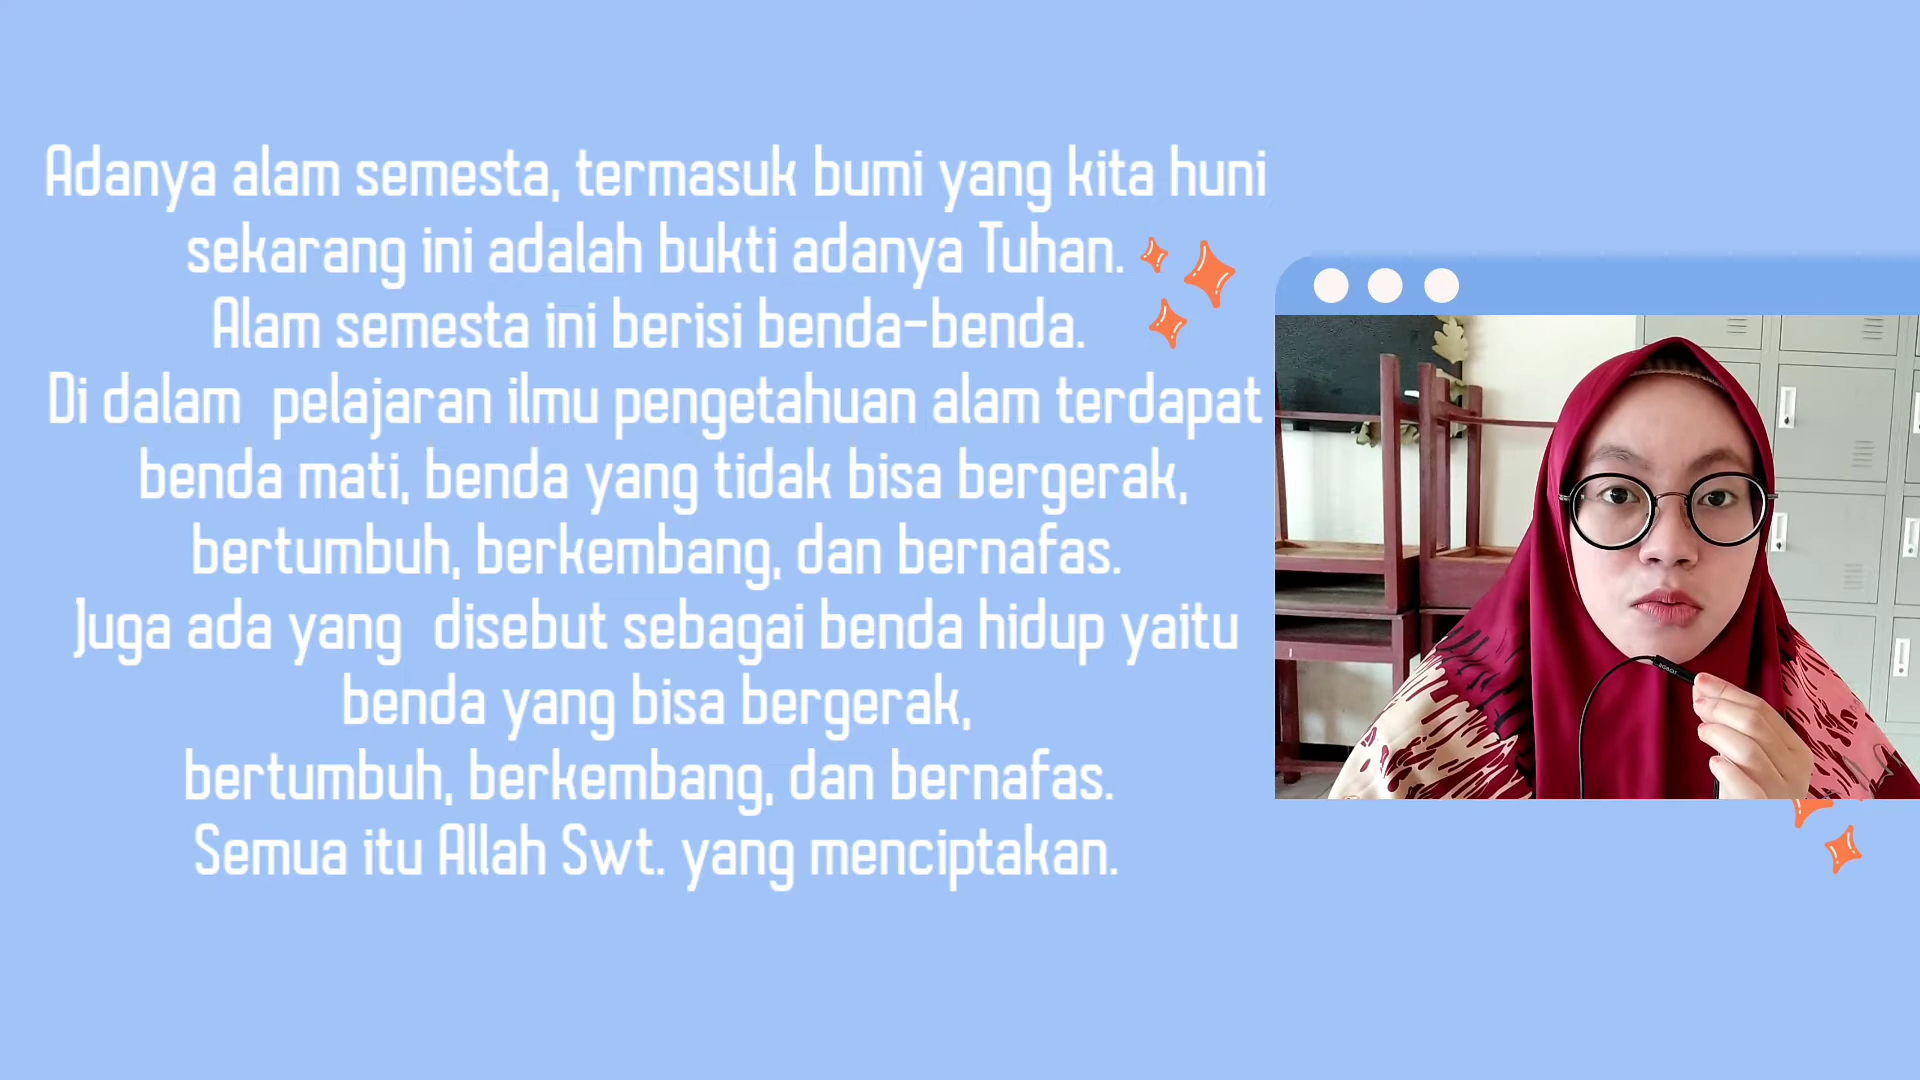 Adanya alam semesta, termasuk bumi yang kita huni
sekarang ini adalah bukti adanya Tuhan.
Alam semesta ini berisi benda-benda.
Di dalam pelajaran ilmu pengetahuan alam terdapat
benda mati, benda yang tidak bisa bergerak,
bertumbuh, berkembang, dan bernafas.
Juga ada yang disebut sebagai benda hidup yaitu
benda yang bisa bergerak,
bertumbuh, berkembang, dan bernafas.
Semua itu Allah Swt. yang menciptakan.